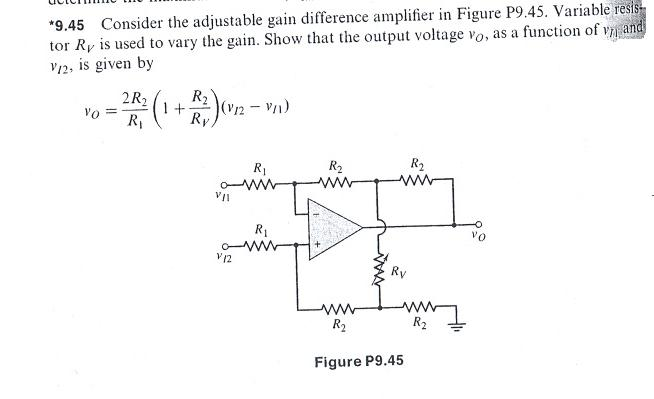 *9.45 Consider the adjustable gain difference amplifier in Figure P9.45. Variable resis-
tor R_V is used to vary the gain. Show that the output voltage v_O, as a function of v_I1 and
v_I2, is given by
v_O = 2R_2/R_1 (1 + R_2/R_V)(v_I2 − v_I1)
R_1 R_2 R_2
v_I1
−
R_1
v_O
+
v_I2
R_V
R_2 R_2
Figure P9.45